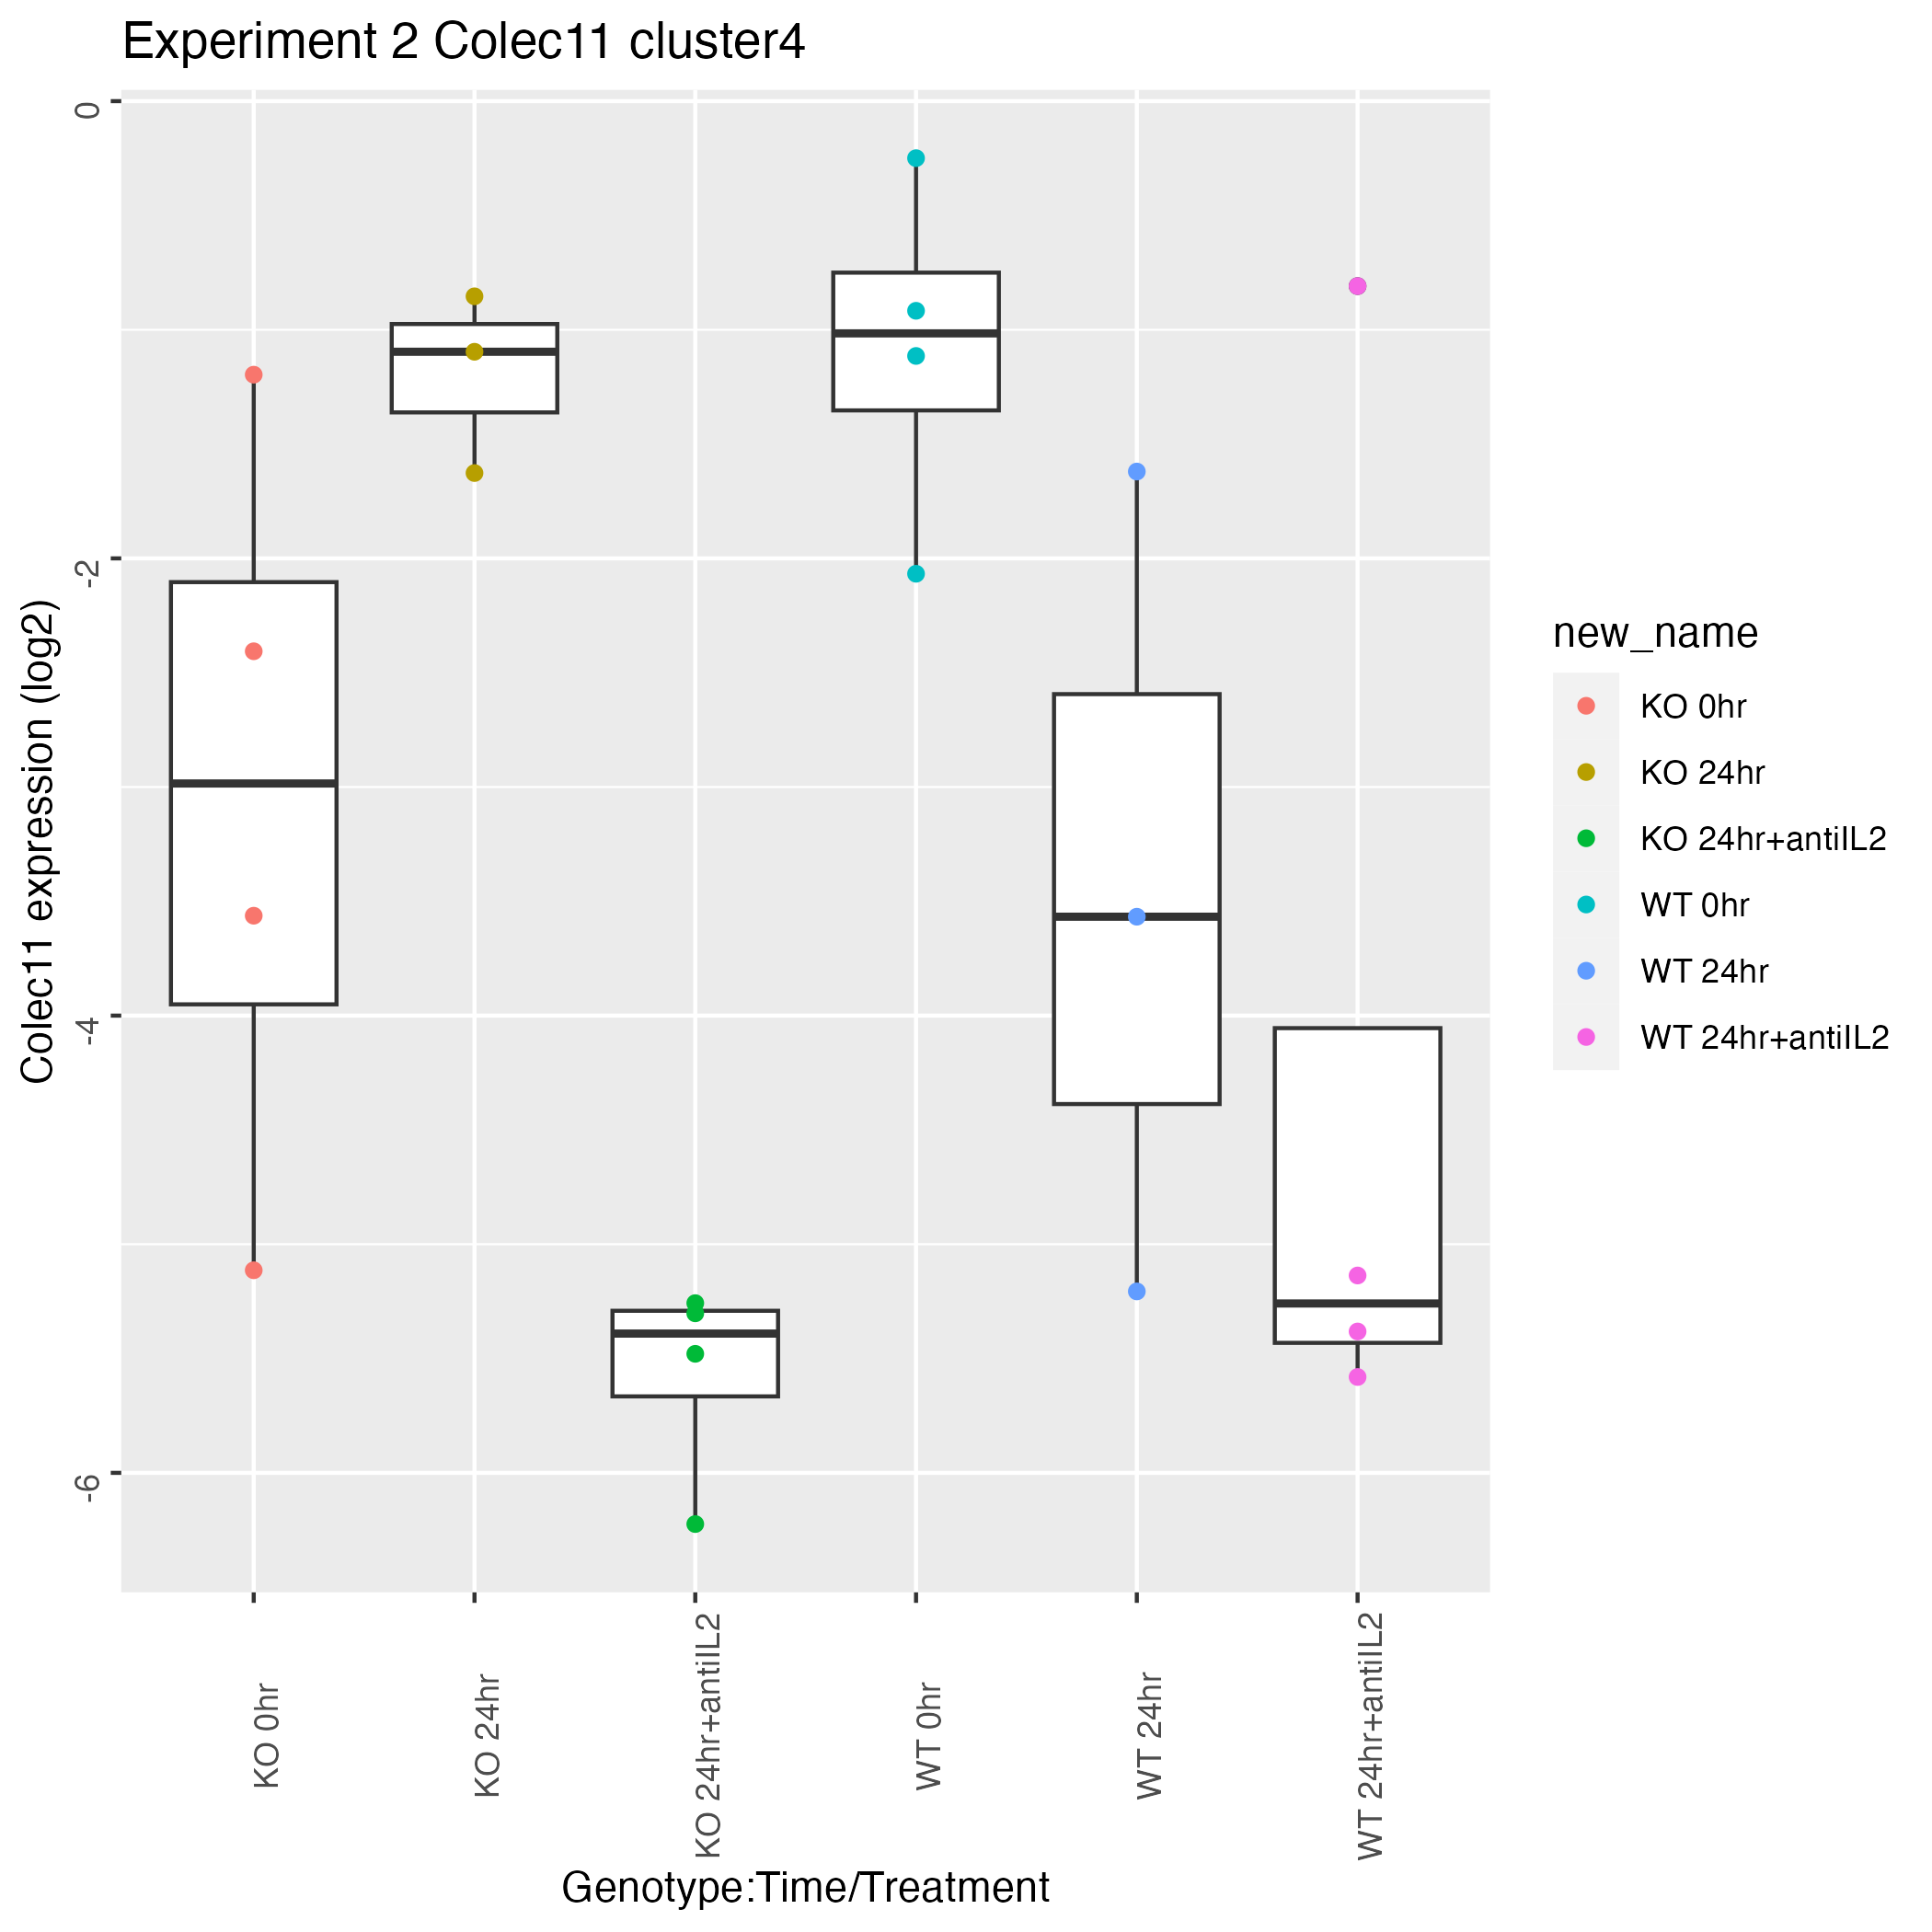 Experiment 2 Colec11 cluster4
0
-2
-4
-6
Colec11 expression (log2)
KO 0hr
KO 24hr
KO 24hr+antiIL2
WT 0hr
WT 24hr
WT 24hr+antiIL2
Genotype:Time/Treatment
new_name
KO 0hr
KO 24hr
KO 24hr+antiIL2
WT 0hr
WT 24hr
WT 24hr+antiIL2